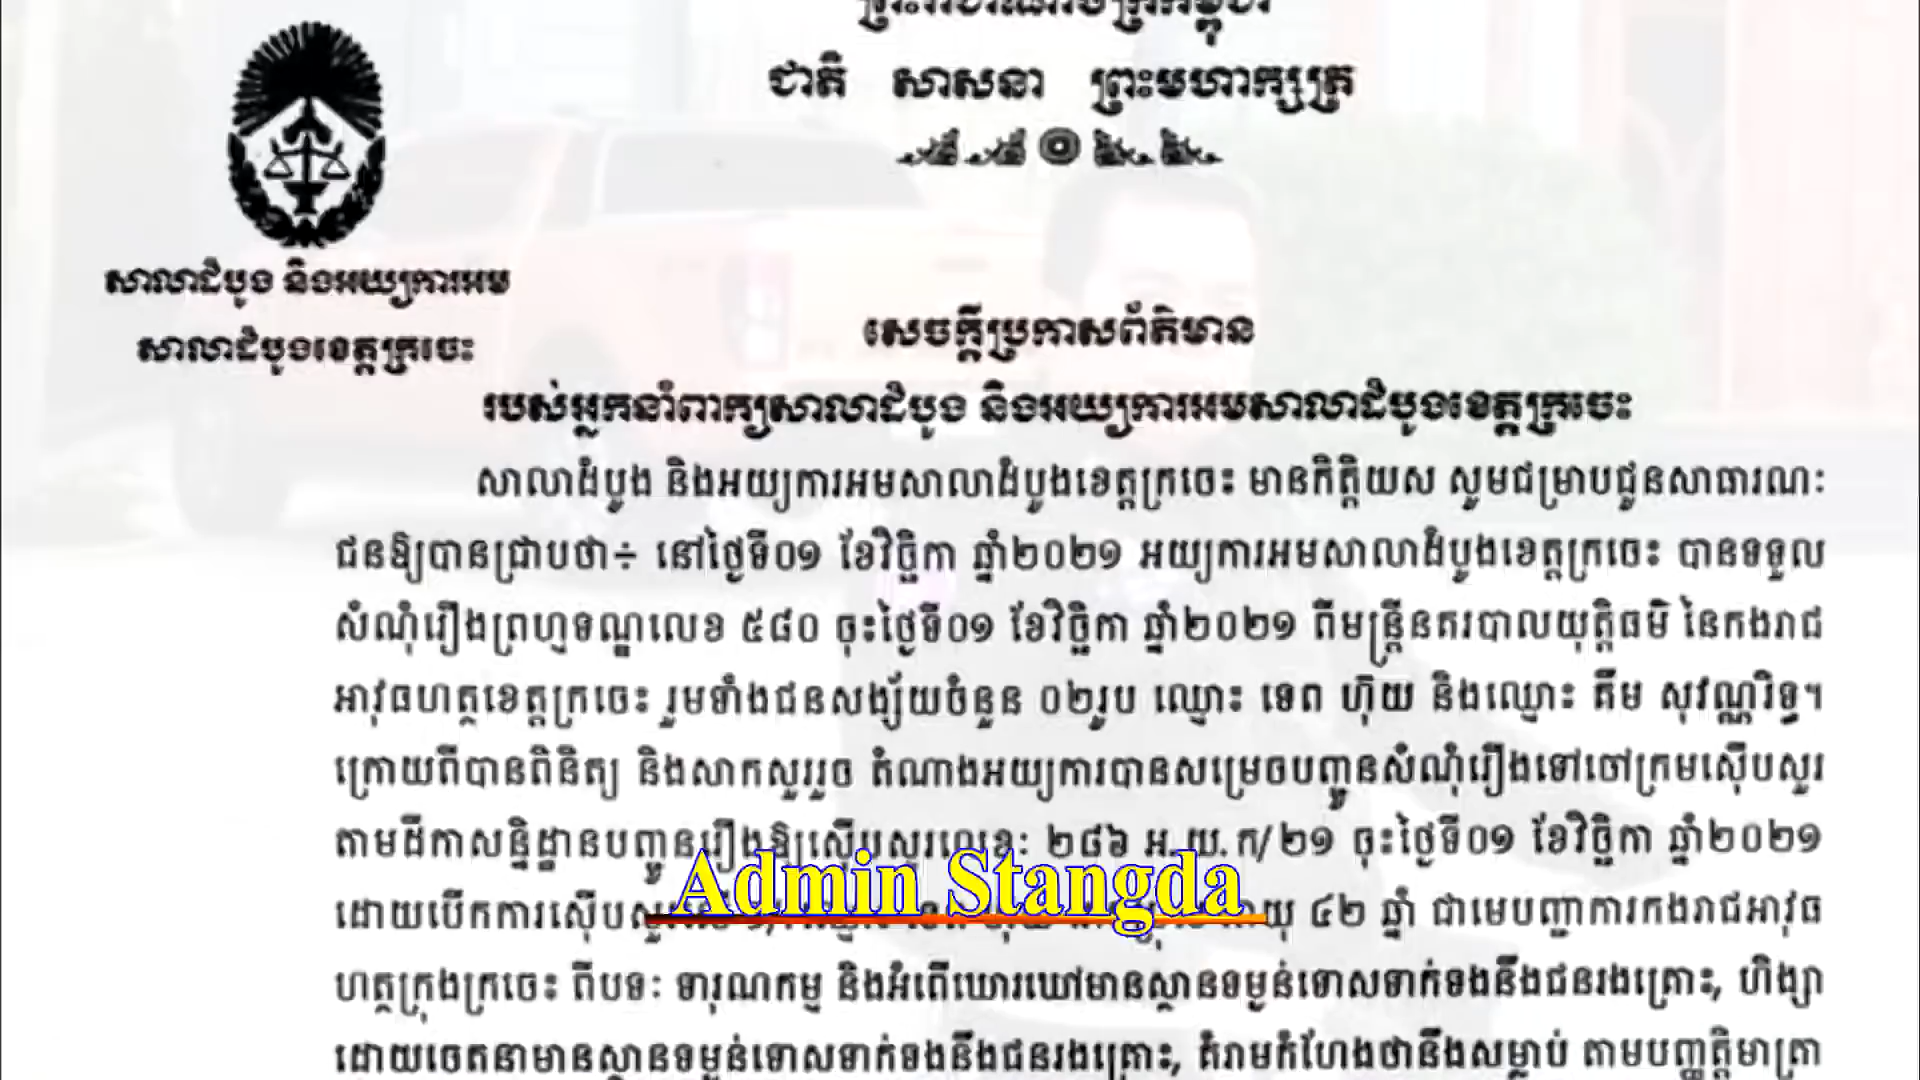 ព្រះរាជាណាចក្រកម្ពុជា
ជាតិ សាសនា ព្រះមហាក្សត្រ
សាលាដំបូង និងអយ្យការអម
សាលាដំបូងខេត្តក្រចេះ
សេចក្តីប្រកាសព័ត៌មាន
របស់អ្នកនាំពាក្យសាលាដំបូង និងអយ្យការអមសាលាដំបូងខេត្តក្រចេះ
សាលាដំបូង និងអយ្យការអមសាលាដំបូងខេត្តក្រចេះ មានកិត្តិយស សូមជម្រាបជូនសាធារណៈ
ជនឱ្យបានជ្រាបថា÷ នៅថ្ងៃទី០១ ខែវិច្ឆិកា ឆ្នាំ២០២១ អយ្យការអមសាលាដំបូងខេត្តក្រចេះ បានទទួល
សំណុំរឿងព្រហ្មទណ្ឌលេខ ៥៨០ ចុះថ្ងៃទី០១ ខែវិច្ឆិកា ឆ្នាំ២០២១ ពីមន្ត្រីនគរបាលយុត្តិធម៌ នៃកងរាជ
អាវុធហត្ថខេត្តក្រចេះ រួមទាំងជនសង្ស័យចំនួន ០២រូប ឈ្មោះ ទេព ហ៊ុយ និងឈ្មោះ គឹម សុវណ្ណរិទ្ធ។
ក្រោយពីបានពិនិត្យ និងសាកសួររួច តំណាងអយ្យការបានសម្រេចបញ្ជូនសំណុំរឿងទៅចៅក្រមស៊ើបសួរ
តាមដីកាសន្និដ្ឋានបញ្ជូនរឿងឱ្យស៊ើបសួរលេខៈ ២៨៦ អ.យ.ក/២១ ចុះថ្ងៃទី០១ ខែវិច្ឆិកា ឆ្នាំ២០២១
Admin Stangda
ដោយបើកការស៊ើបសួរលើ អាយុ ៤២ ឆ្នាំ ជាមេបញ្ជាការកងរាជអាវុធ
ហត្ថក្រុងក្រចេះ ពីបទៈ ទារុណកម្ម និងអំពើឃោរឃៅមានស្ថានទម្ងន់ទោសទាក់ទងនឹងជនរងគ្រោះ, ហិង្សា
ដោយចេតនាមានស្ថានទម្ងន់ទោសទាក់ទងនឹងជនរងគ្រោះ, គំរាមកំហែងថានឹងសម្លាប់ តាមបញ្ញត្តិមាត្រា